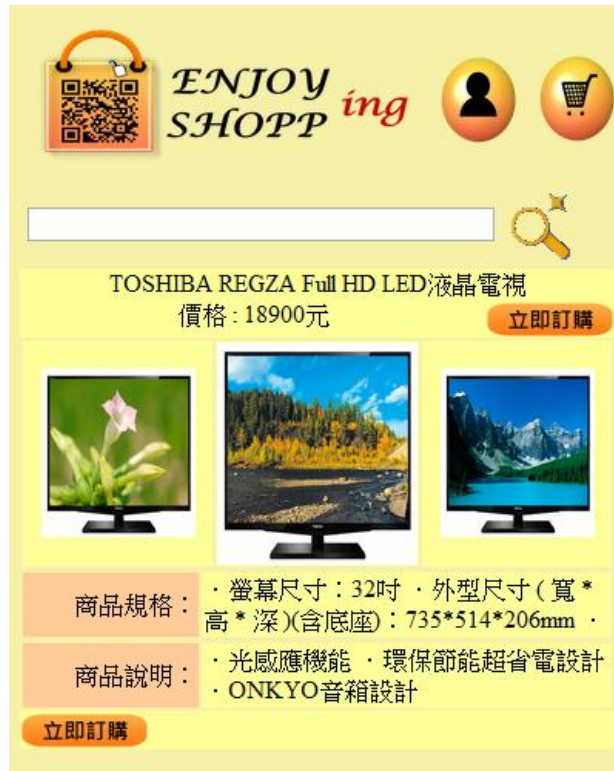 ENJOY
SHOPP ing
TOSHIBA REGZA Full HD LED液晶電視
價格 : 18900元
立即訂購
商品規格：
．螢幕尺寸：32吋 ．外型尺寸 ( 寬 *
高 * 深 )(含底座)：735*514*206mm ．
商品說明：
．光感應機能 ．環保節能超省電設計
．ONKYO音箱設計
立即訂購